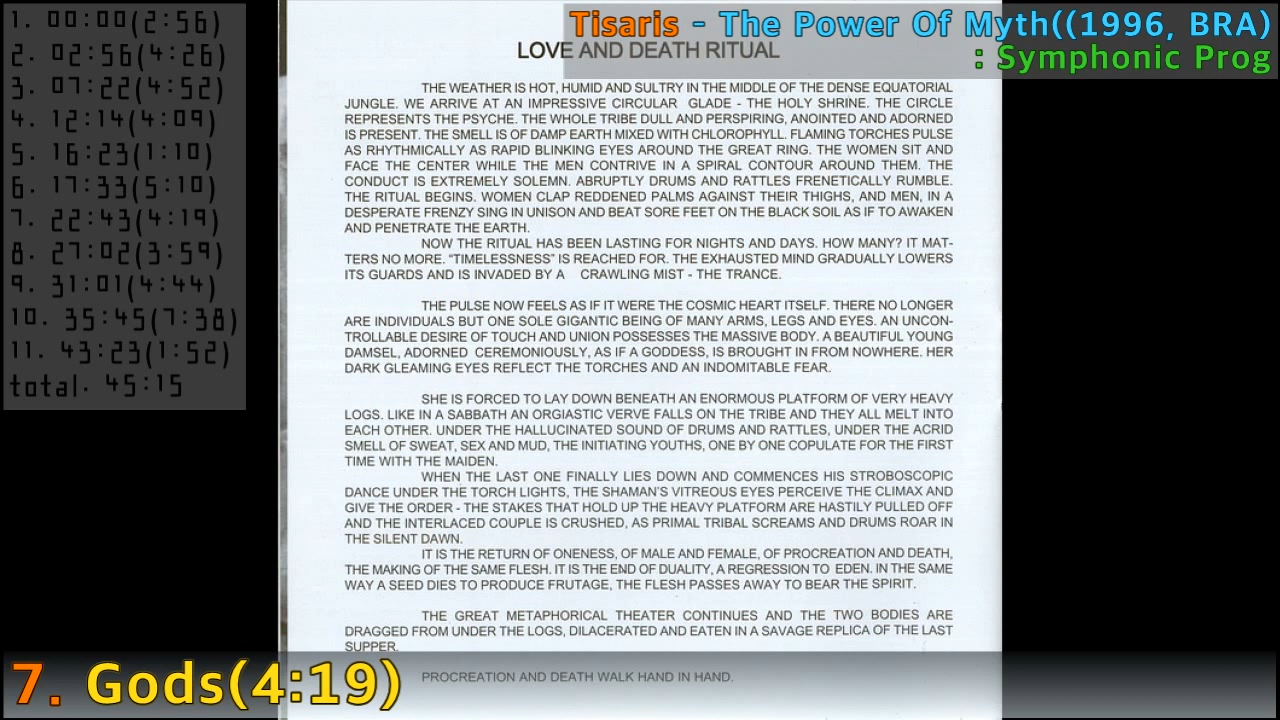 1. 00:00(2:56)
2. 02:56(4:26)
3. 07:22(4:52)
4. 12:14(4:09)
5. 16:23(1:10)
6. 17:33(5:10)
7. 22:43(4:19)
8. 27:02(3:59)
9. 31:01(4:44)
10. 35:45(7:38)
11. 43:23(1:52)
total. 45:15
Tisaris - The Power Of Myth((1996, BRA)
: Symphonic Prog
LOVE AND DEATH RITUAL
THE WEATHER IS HOT, HUMID AND SULTRY IN THE MIDDLE OF THE DENSE EQUATORIAL
JUNGLE. WE ARRIVE AT AN IMPRESSIVE CIRCULAR GLADE - THE HOLY SHRINE. THE CIRCLE
REPRESENTS THE PSYCHE. THE WHOLE TRIBE DULL AND PERSPIRING, ANOINTED AND ADORNED
IS PRESENT. THE SMELL IS OF DAMP EARTH MIXED WITH CHLOROPHYLL. FLAMING TORCHES PULSE
AS RHYTHMICALLY AS RAPID BLINKING EYES AROUND THE GREAT RING. THE WOMEN SIT AND
FACE THE CENTER WHILE THE MEN CONTRIVE IN A SPIRAL CONTOUR AROUND THEM. THE
CONDUCT IS EXTREMELY SOLEMN. ABRUPTLY DRUMS AND RATTLES FRENETICALLY RUMBLE.
THE RITUAL BEGINS. WOMEN CLAP REDDENED PALMS AGAINST THEIR THIGHS, AND MEN, IN A
DESPERATE FRENZY SING IN UNISON AND BEAT SORE FEET ON THE BLACK SOIL AS IF TO AWAKEN
AND PENETRATE THE EARTH.
NOW THE RITUAL HAS BEEN LASTING FOR NIGHTS AND DAYS. HOW MANY? IT MAT-
TERS NO MORE. “TIMELESSNESS” IS REACHED FOR. THE EXHAUSTED MIND GRADUALLY LOWERS
ITS GUARDS AND IS INVADED BY A CRAWLING MIST - THE TRANCE.
THE PULSE NOW FEELS AS IF IT WERE THE COSMIC HEART ITSELF. THERE NO LONGER
ARE INDIVIDUALS BUT ONE SOLE GIGANTIC BEING OF MANY ARMS, LEGS AND EYES. AN UNCON-
TROLLABLE DESIRE OF TOUCH AND UNION POSSESSES THE MASSIVE BODY. A BEAUTIFUL YOUNG
DAMSEL, ADORNED CEREMONIOUSLY, AS IF A GODDESS, IS BROUGHT IN FROM NOWHERE. HER
DARK GLEAMING EYES REFLECT THE TORCHES AND AN INDOMITABLE FEAR.
SHE IS FORCED TO LAY DOWN BENEATH AN ENORMOUS PLATFORM OF VERY HEAVY
LOGS. LIKE IN A SABBATH AN ORGIASTIC VERVE FALLS ON THE TRIBE AND THEY ALL MELT INTO
EACH OTHER. UNDER THE HALLUCINATED SOUND OF DRUMS AND RATTLES, UNDER THE ACRID
SMELL OF SWEAT, SEX AND MUD, THE INITIATING YOUTHS, ONE BY ONE COPULATE FOR THE FIRST
TIME WITH THE MAIDEN.
WHEN THE LAST ONE FINALLY LIES DOWN AND COMMENCES HIS STROBOSCOPIC
DANCE UNDER THE TORCH LIGHTS, THE SHAMAN'S VITREOUS EYES PERCEIVE THE CLIMAX AND
GIVE THE ORDER - THE STAKES THAT HOLD UP THE HEAVY PLATFORM ARE HASTILY PULLED OFF
AND THE INTERLACED COUPLE IS CRUSHED, AS PRIMAL TRIBAL SCREAMS AND DRUMS ROAR IN
THE SILENT DAWN.
IT IS THE RETURN OF ONENESS, OF MALE AND FEMALE, OF PROCREATION AND DEATH,
THE MAKING OF THE SAME FLESH. IT IS THE END OF DUALITY, A REGRESSION TO EDEN. IN THE SAME
WAY A SEED DIES TO PRODUCE FRUTAGE, THE FLESH PASSES AWAY TO BEAR THE SPIRIT.
THE GREAT METAPHORICAL THEATER CONTINUES AND THE TWO BODIES ARE
DRAGGED FROM UNDER THE LOGS, DILACERATED AND EATEN IN A SAVAGE REPLICA OF THE LAST
SUPPER.
PROCREATION AND DEATH WALK HAND IN HAND.
7. Gods(4:19)